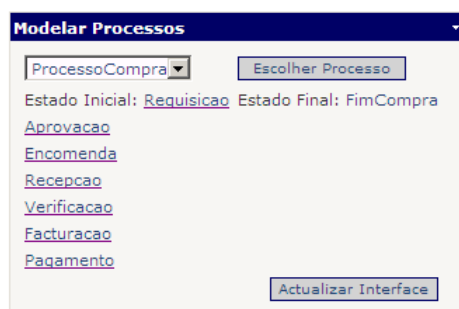 Modelar Processos
ProcessoCompra Escolher Processo
Estado Inicial: Requisicao Estado Final: FimCompra
Aprovacao
Encomenda
Recepcao
Verificacao
Facturacao
Pagamento
Actualizar Interface